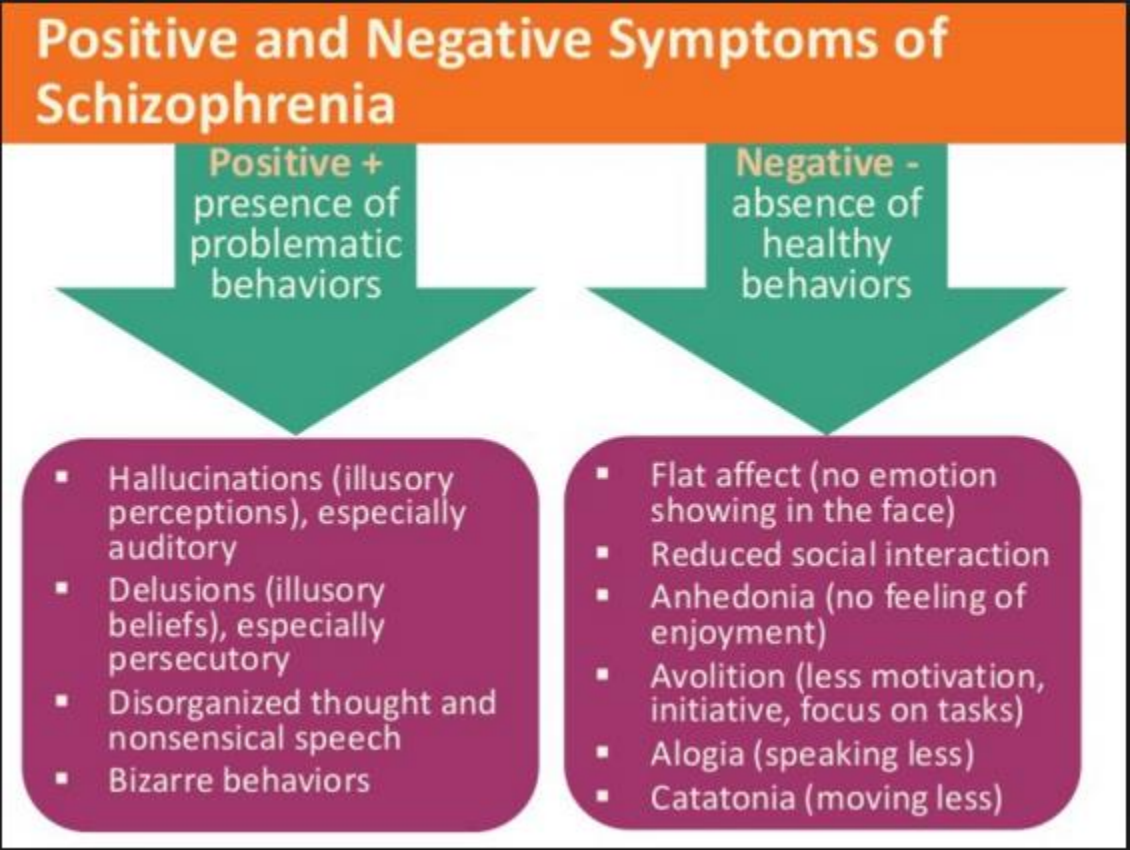 Positive and Negative Symptoms of
Schizophrenia
Positive +
presence of
problematic
behaviors
Negative -
absence of
healthy
behaviors
▪ Hallucinations (illusory
perceptions), especially
auditory
▪ Delusions (illusory
beliefs), especially
persecutory
▪ Disorganized thought and
nonsensical speech
▪ Bizarre behaviors
▪ Flat affect (no emotion
showing in the face)
▪ Reduced social interaction
▪ Anhedonia (no feeling of
enjoyment)
▪ Avolition (less motivation,
initiative, focus on tasks)
▪ Alogia (speaking less)
▪ Catatonia (moving less)